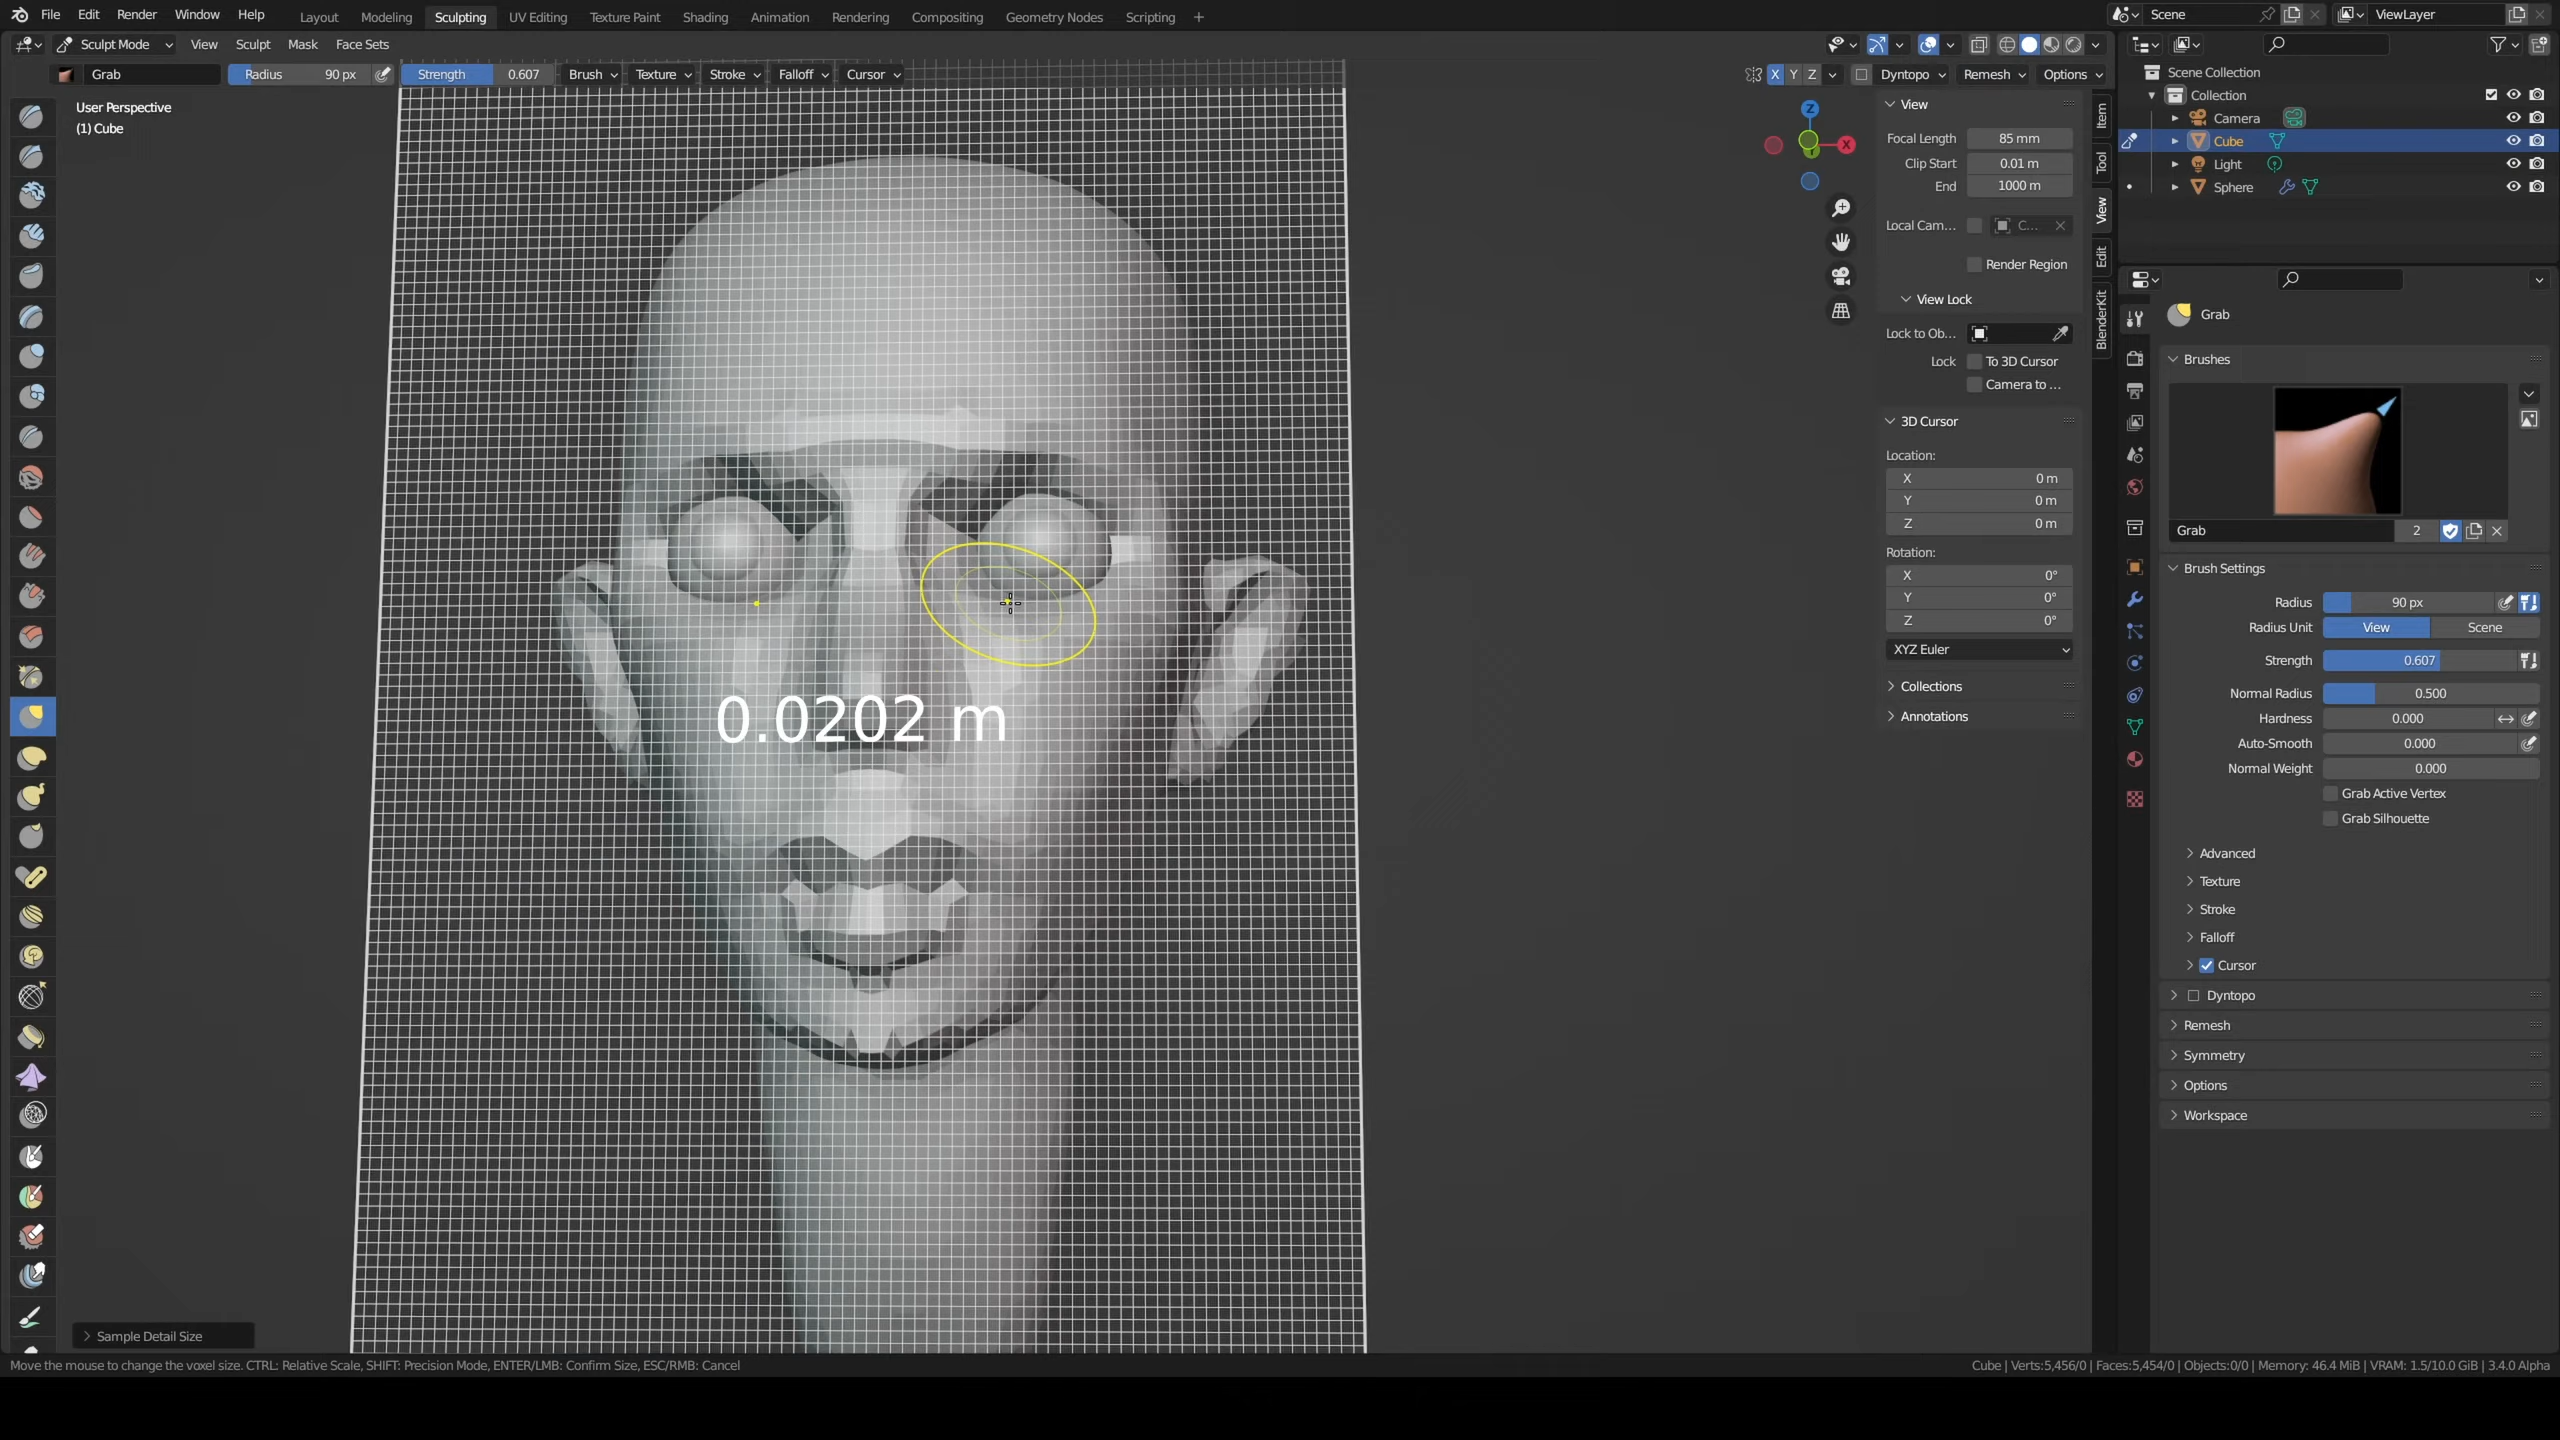 File Edit Render Window Help Layout Modeling Sculpting UV Editing Texture Paint Shading Animation Rendering Compositing Geometry Nodes Scripting + Scene ViewLayer
Sculpt Mode View Sculpt Mask Face Sets
Grab Radius 90 px Strength 0.607 Brush Texture Stroke Falloff Cursor X Y Z Dyntopo Remesh Options
User Perspective
(1) Cube
Z
X
Y
View
Focal Length 85 mm
Clip Start 0.01 m
End 1000 m
Local Cam... C...
Render Region
View Lock
Lock to Ob...
Lock To 3D Cursor
Camera to ...
3D Cursor
Location:
X 0 m
Y 0 m
Z 0 m
Rotation:
X 0°
Y 0°
Z 0°
XYZ Euler
Collections
Annotations
Item
Tool
View
Edit
BlenderKit
Scene Collection
Collection
Camera
Cube
Light
Sphere
Grab
Brushes
Grab 2
Brush Settings
Radius 90 px
Radius Unit View Scene
Strength 0.607
Normal Radius 0.500
Hardness 0.000
Auto-Smooth 0.000
Normal Weight 0.000
Grab Active Vertex
Grab Silhouette
Advanced
Texture
Stroke
Falloff
Cursor
Dyntopo
Remesh
Symmetry
Options
Workspace
0.0202 m
Sample Detail Size
Move the mouse to change the voxel size. CTRL: Relative Scale, SHIFT: Precision Mode, ENTER/LMB: Confirm Size, ESC/RMB: Cancel
Cube | Verts:5,456/0 | Faces:5,454/0 | Objects:0/0 | Memory: 46.4 MiB | VRAM: 1.5/10.0 GiB | 3.4.0 Alpha